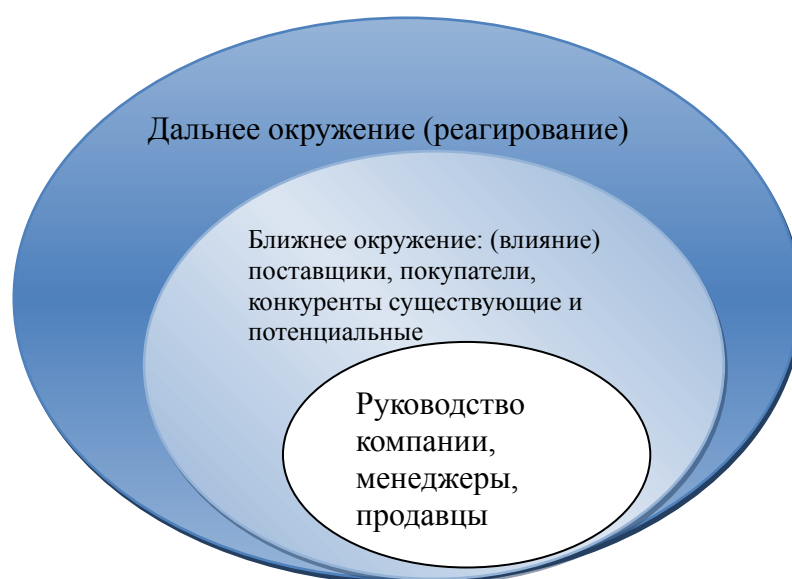 Дальнее окружение (реагирование)
Ближнее окружение: (влияние)
поставщики, покупатели,
конкуренты существующие и
потенциальные
Руководство
компании,
менеджеры,
продавцы